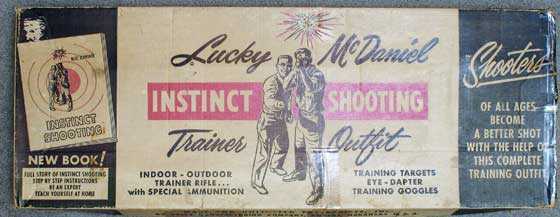 INSTINCT
SHOOTING
NEW BOOK!
FULL STORY OF INSTINCT SHOOTING
STEP BY STEP INSTRUCTIONS
BE AN EXPERT
TEACH YOURSELF AT HOME
Lucky McDaniel
INSTINCT SHOOTING
Trainer Outfit
INDOOR - OUTDOOR
TRAINER RIFLE...
with SPECIAL AMMUNITION
TRAINING TARGETS
EYE - DAPTER
TRAINING GOGGLES
Shooters
OF ALL AGES
BECOME
A BETTER SHOT
WITH THE HELP OF
THIS COMPLETE
TRAINING OUTFIT